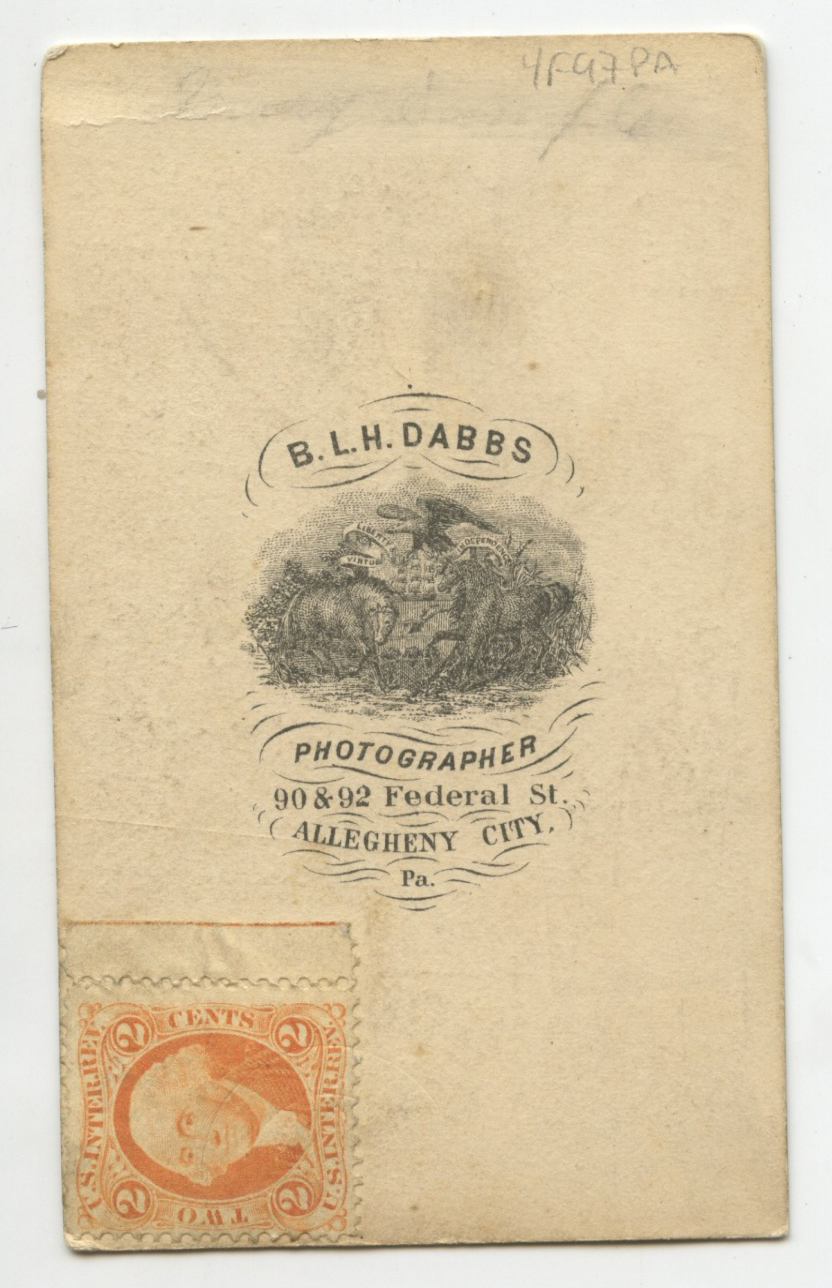 4F97PA
B.L.H. DABBS
LIBERTY
VIRTUE
INDEPENDENCE
PHOTOGRAPHER
90 & 92 Federal St.
ALLEGHENY CITY,
Pa.
2 CENTS 2
U.S. INTER. REV.
U.S. INTER. REV.
2 TWO 2